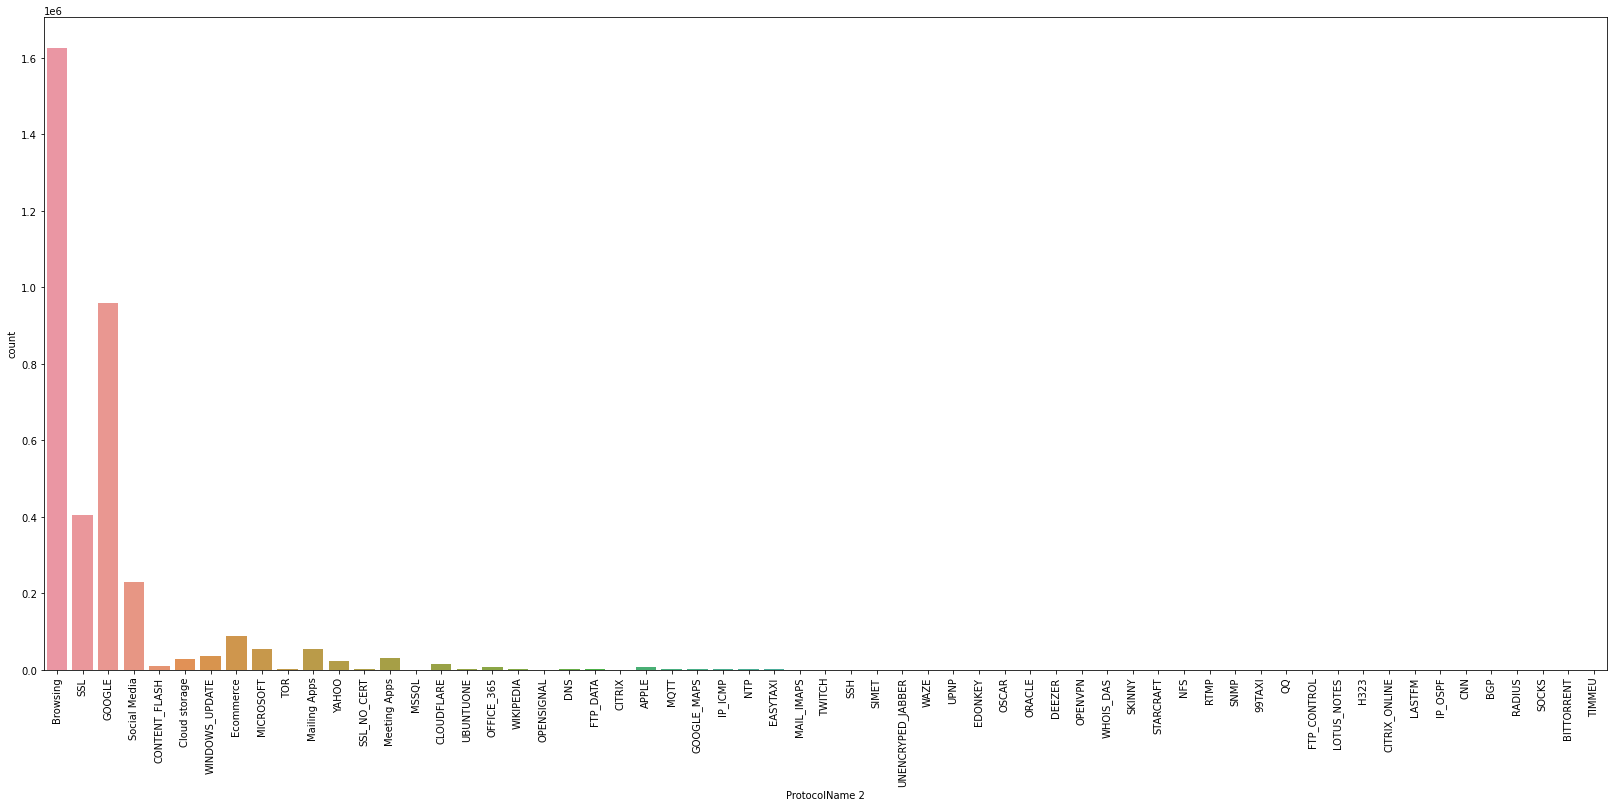 1e6
1.6
1.4
1.2
1.0
0.8
0.6
0.4
0.2
0.0
count
Browsing
SSL
GOOGLE
Social Media
CONTENT_FLASH
Cloud storage
WINDOWS_UPDATE
Ecommerce
MICROSOFT
TOR
Mailing Apps
YAHOO
SSL_NO_CERT
Meeting Apps
MSSQL
CLOUDFLARE
UBUNTUONE
OFFICE_365
WIKIPEDIA
OPENSIGNAL
DNS
FTP_DATA
CITRIX
APPLE
MQTT
GOOGLE_MAPS
IP_ICMP
NTP
EASYTAXI
MAIL_IMAPS
TWITCH
SSH
SIMET
UNENCRYPED_JABBER
WAZE
UPNP
EDONKEY
OSCAR
ORACLE
DEEZER
OPENVPN
WHOIS_DAS
SKINNY
STARCRAFT
NFS
RTMP
SNMP
99TAXI
QQ
FTP_CONTROL
LOTUS_NOTES
H323
CITRIX_ONLINE
LASTFM
IP_OSPF
CNN
BGP
RADIUS
SOCKS
BITTORRENT
TIMMEU
ProtocolName 2